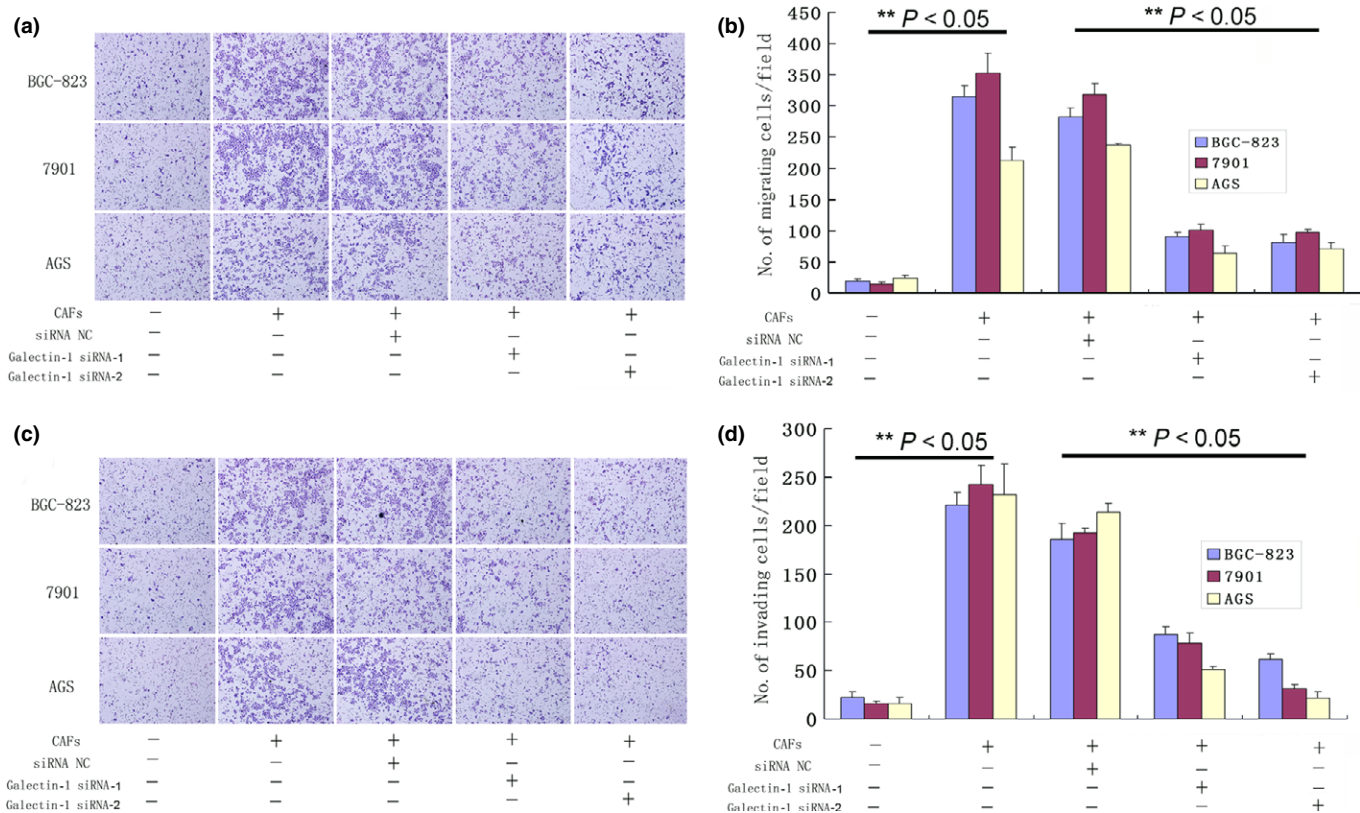 (a)
BGC-823
7901
AGS
CAFs − + + + +
siRNA NC − − + − −
Galectin-1 siRNA-1 − − − + −
Galectin-1 siRNA-2 − − − − +
(b)
** P < 0.05
** P < 0.05
No. of migrating cells/field
450
400
350
300
250
200
150
100
50
0
BGC-823
7901
AGS
CAFs − + + + +
siRNA NC − − + − −
Galectin-1 siRNA-1 − − − + −
Galectin-1 siRNA-2 − − − − +
(c)
BGC-823
7901
AGS
CAFs − + + + +
siRNA NC − − + − −
Galectin-1 siRNA-1 − − − + −
Galectin-1 siRNA-2 − − − − +
(d)
** P < 0.05
** P < 0.05
No. of invading cells/field
300
250
200
150
100
50
0
BGC-823
7901
AGS
CAFs − + + + +
siRNA NC − − + − −
Galectin-1 siRNA-1 − − − + −
Galectin-1 siRNA-2 − − − − +